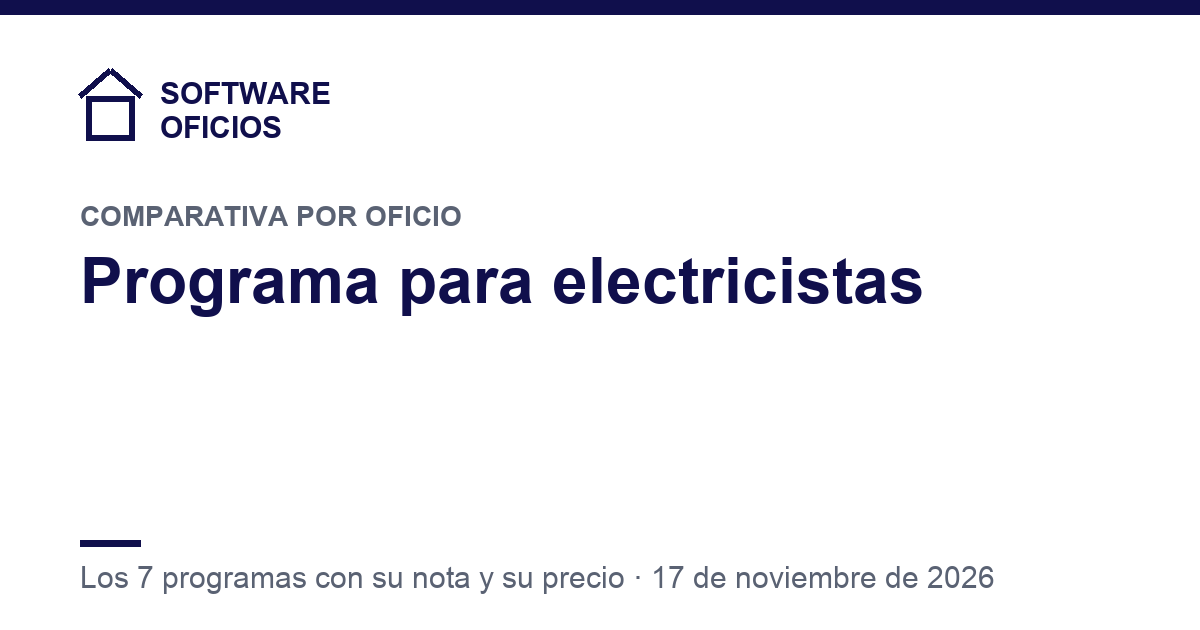 SOFTWARE
OFICIOS
COMPARATIVA POR OFICIO
Programa para electricistas
Los 7 programas con su nota y su precio · 17 de noviembre de 2026